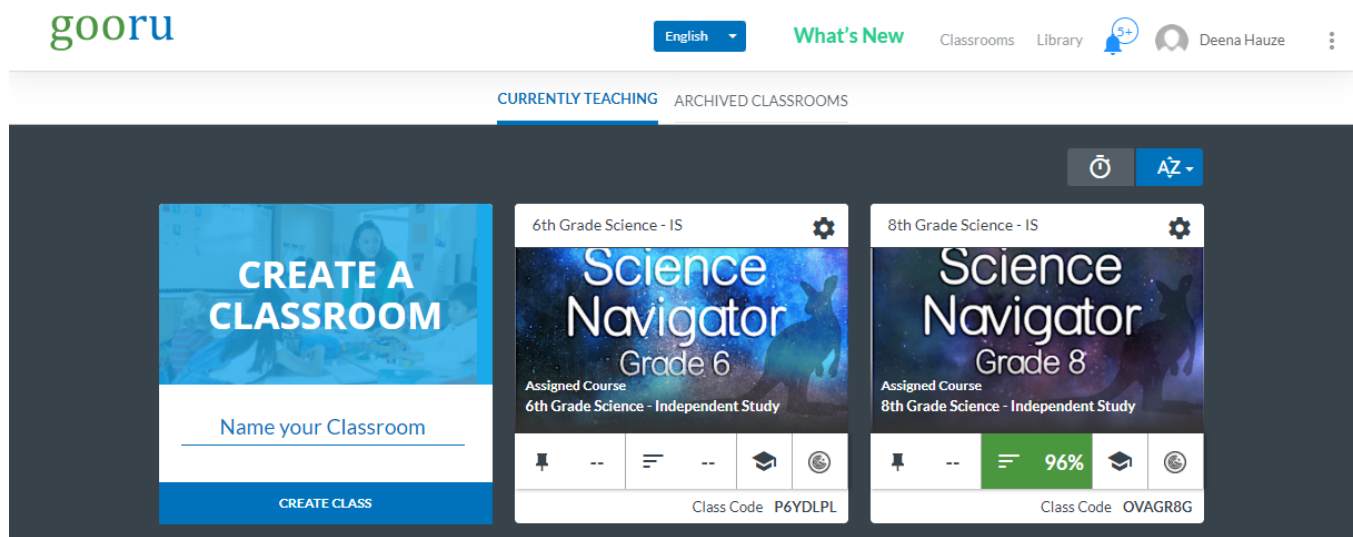 gooru
English
What's New
Classrooms
Library
5+
Deena Hauze
CURRENTLY TEACHING
ARCHIVED CLASSROOMS
AZ
CREATE A
CLASSROOM
Name your Classroom
CREATE CLASS
6th Grade Science - IS
Science
Navigator
Grade 6
Assigned Course
6th Grade Science - Independent Study
--
--
Class Code P6YDLPL
8th Grade Science - IS
Science
Navigator
Grade 8
Assigned Course
8th Grade Science - Independent Study
--
96%
Class Code OVAGR8G